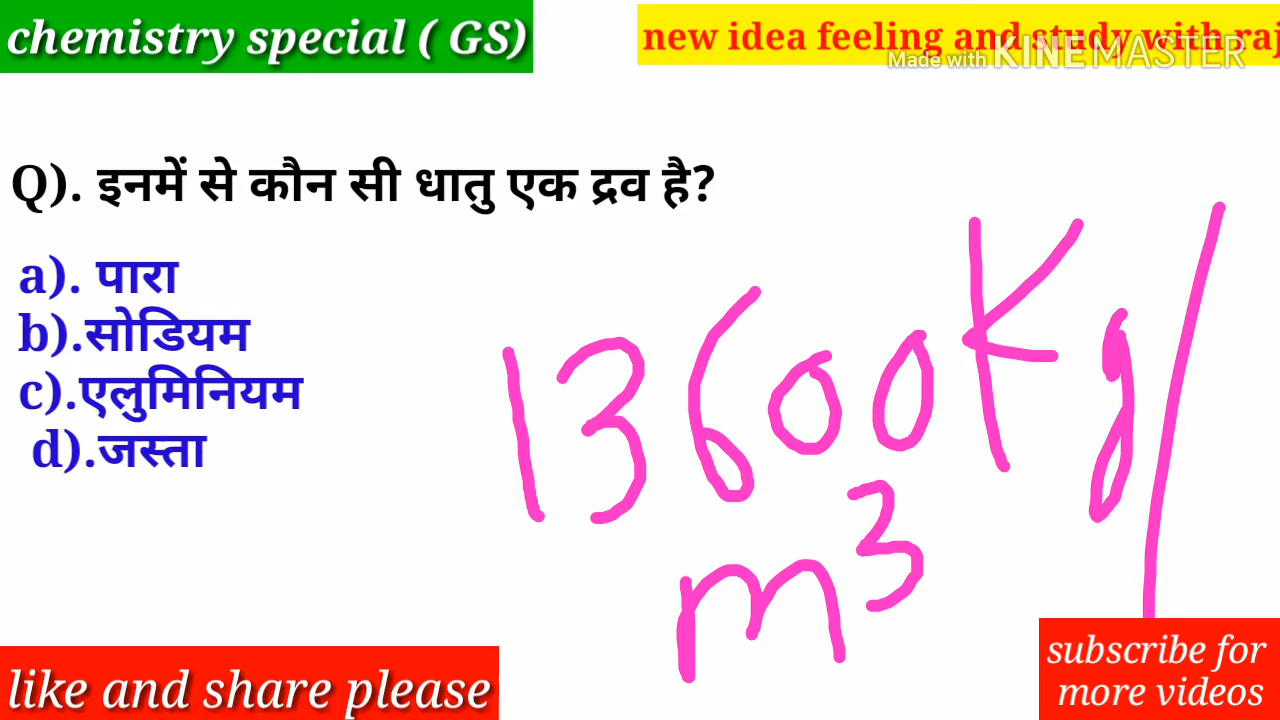 chemistry special ( GS)
new idea feeling and study with raj
Made with KINEMASTER
Q). इनमें से कौन सी धातु एक द्रव है?
a). पारा
b).सोडियम
c).एलुमिनियम
d).जस्ता
13600Kg/
m³
like and share please
subscribe for
more videos